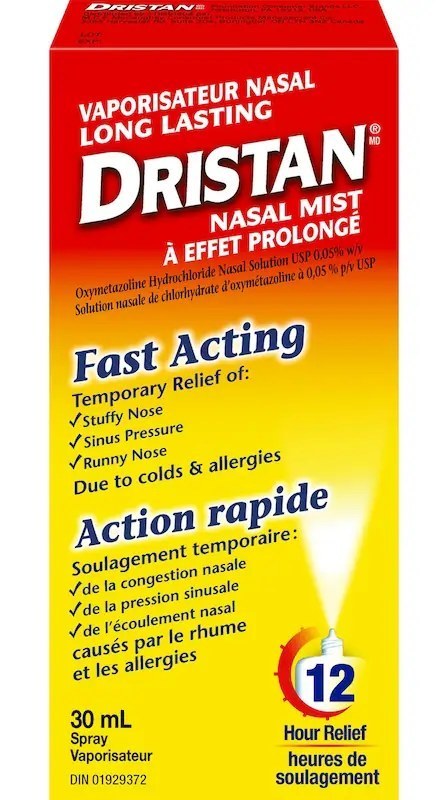 DRISTAN®
VAPORISATEUR NASAL
LONG LASTING
DRISTAN®
MD
NASAL MIST
À EFFET PROLONGÉ
Oxymetazoline Hydrochloride Nasal Solution USP 0.05% w/v
Solution nasale de chlorhydrate d'oxymétazoline à 0,05 % p/v USP
Fast Acting
Temporary Relief of:
✓Stuffy Nose
✓Sinus Pressure
✓Runny Nose
Due to colds & allergies
Action rapide
Soulagement temporaire :
✓de la congestion nasale
✓de la pression sinusale
✓de l'écoulement nasal
causés par le rhume
et les allergies
12
Hour Relief
heures de
soulagement
30 mL
Spray
Vaporisateur
DIN 01929372